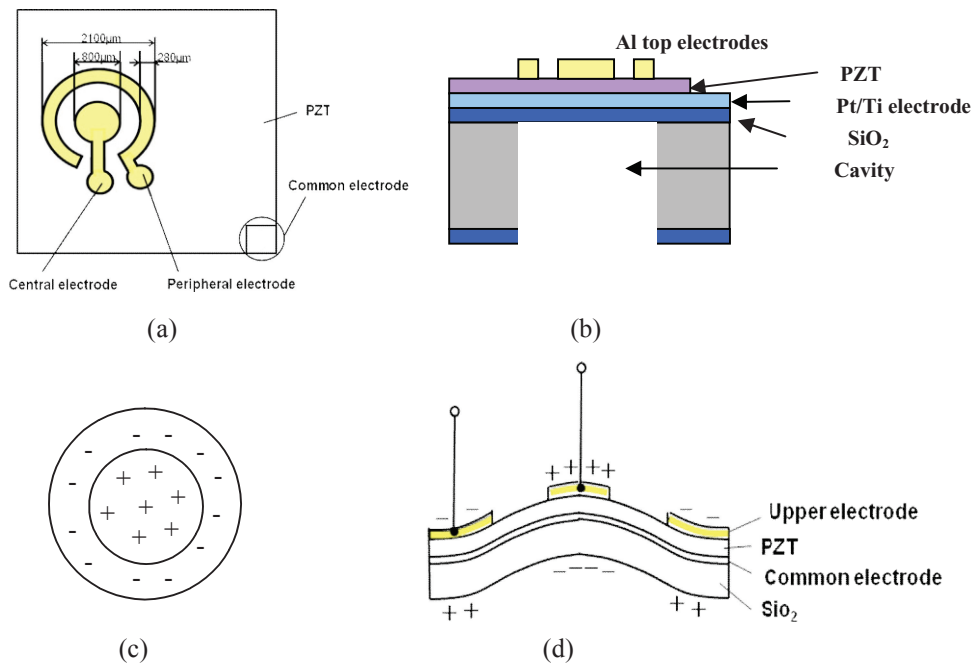 2100μm
800μm
280μm
PZT
Common electrode
Central electrode
Peripheral electrode
(a)
Al top electrodes
PZT
Pt/Ti electrode
SiO₂
Cavity
(b)
- -
- -
+ +
- + + + -
- + + -
- - -
(c)
+ + + +
- -
- -
Upper electrode
PZT
Common electrode
Sio₂
- - - -
+ +
+ +
(d)